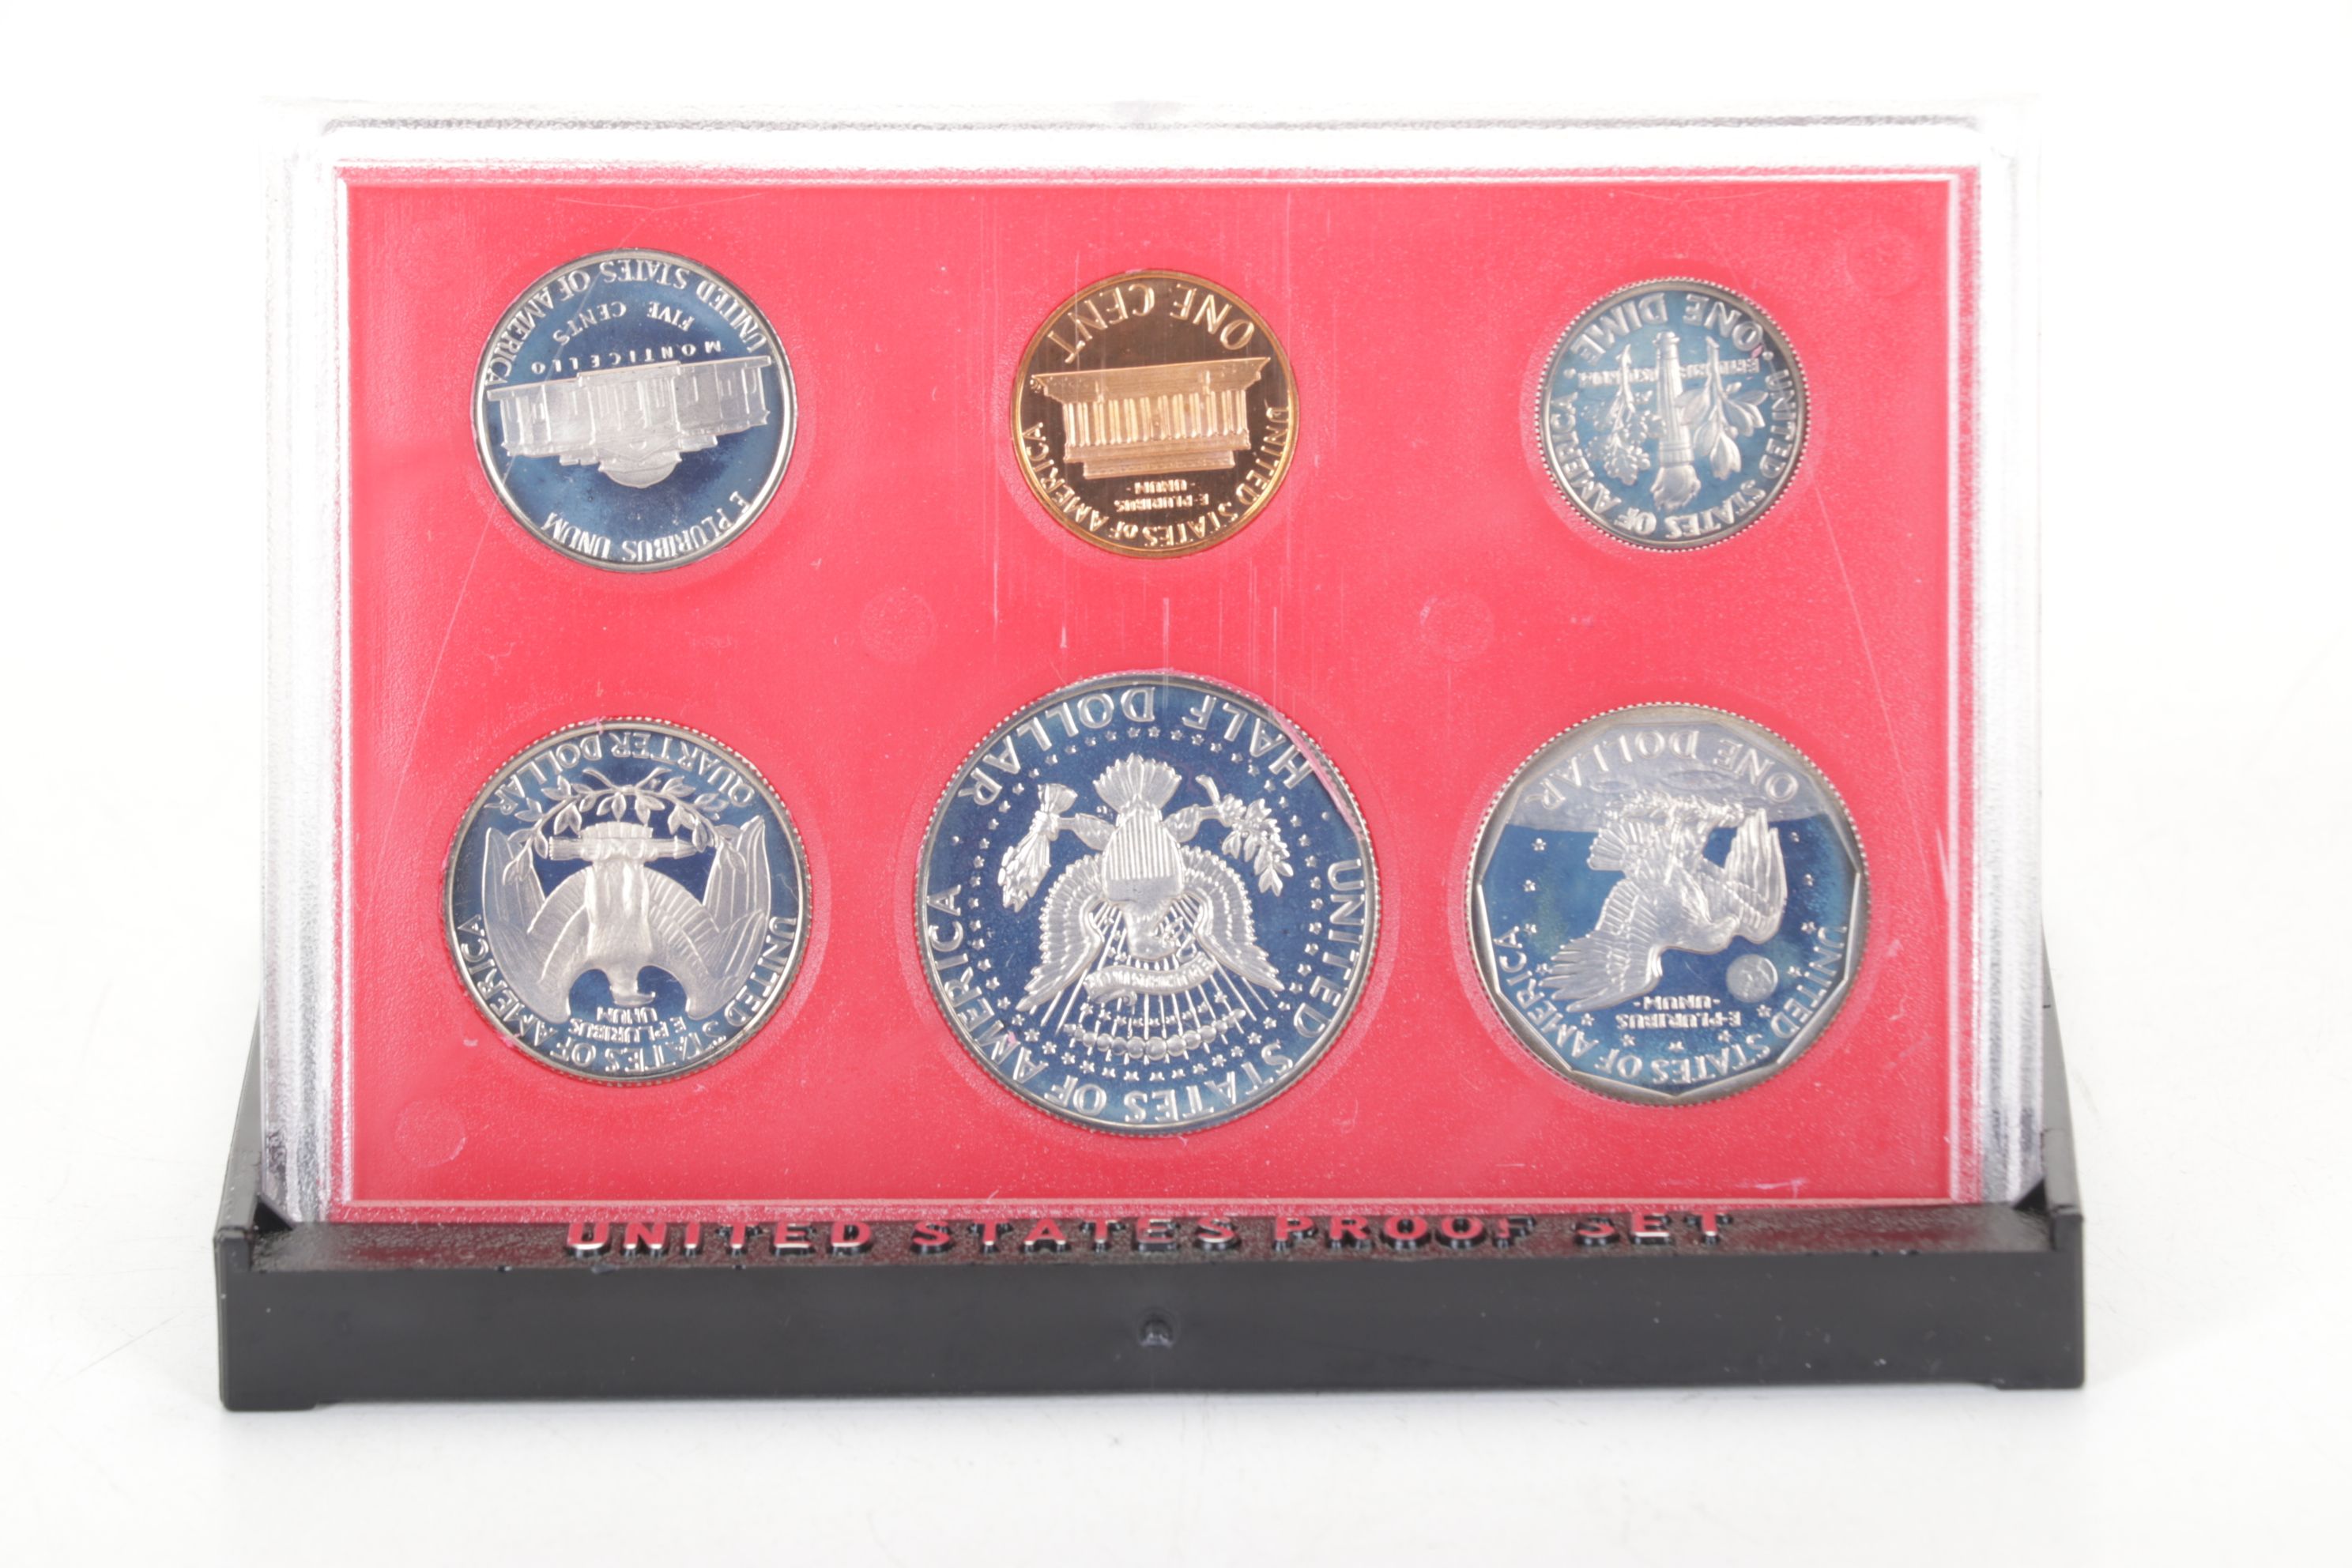 UNITED STATES OF AMERICA
FIVE CENTS
MONTICELLO
E PLURIBUS UNUM
ONE CENT
UNITED STATES OF AMERICA
E·PLURIBUS
·UNUM·
ONE DIME
UNITED STATES OF AMERICA
QUARTER DOLLAR
UNITED STATES OF AMERICA
E PLURIBUS
UNUM
HALF DOLLAR
UNITED STATES OF AMERICA
ONE DOLLAR
UNITED STATES OF AMERICA
E·PLURIBUS
·UNUM·
UNITED STATES PROOF SET